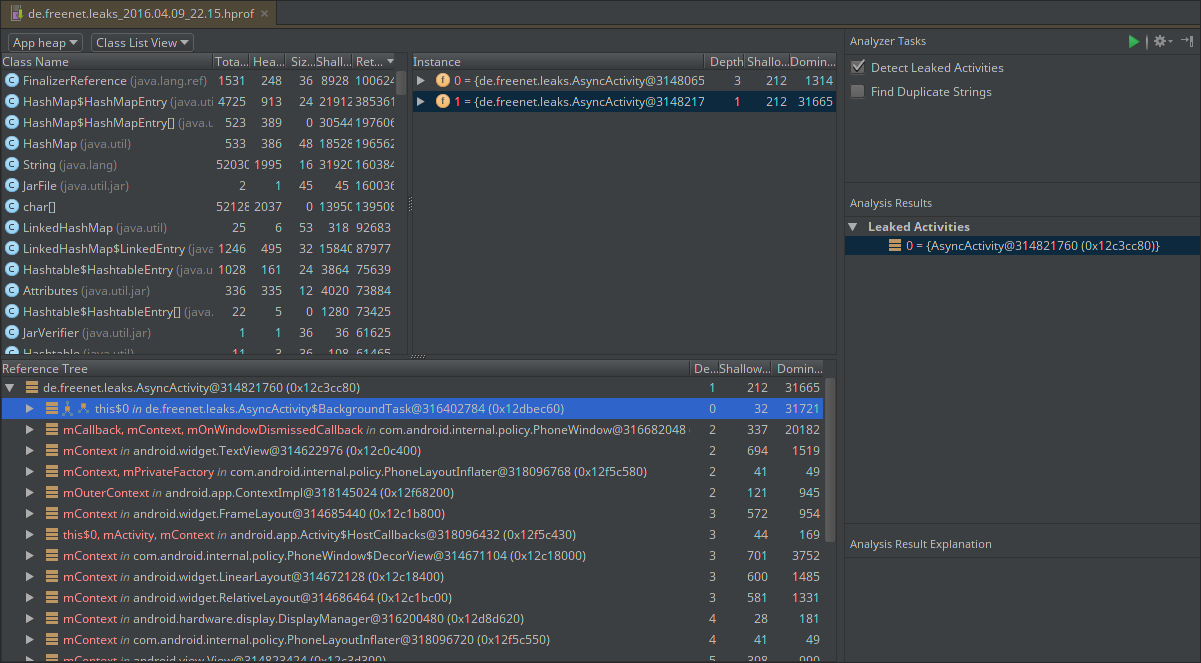 de.freenet.leaks_2016.04.09_22.15.hprof
App heap Class List View
Class Name Tota... Hea... Siz... Shall... Ret...
FinalizerReference (java.lang.ref) 1531 248 36 8928 100624
HashMap$HashMapEntry (java.uti 4725 913 24 21912 385361
HashMap$HashMapEntry[] (java.u 523 389 0 30544 197606
HashMap (java.util) 533 386 48 18528 196562
String (java.lang) 52030 1995 16 31920 160384
JarFile (java.util.jar) 2 1 45 45 160036
char[] 52128 2037 0 13950 139508
LinkedHashMap (java.util) 25 6 53 318 92683
LinkedHashMap$LinkedEntry (java 1246 495 32 15840 87977
Hashtable$HashtableEntry (java.u 1028 161 24 3864 75639
Attributes (java.util.jar) 336 335 12 4020 73884
Hashtable$HashtableEntry[] (java. 22 5 0 1280 73425
JarVerifier (java.util.jar) 1 1 36 36 61625
Hashtable (java.util) 11 3 36 108 61465
Instance Depth Shallo... Domin...
0 = {de.freenet.leaks.AsyncActivity@3148065 3 212 1314
1 = {de.freenet.leaks.AsyncActivity@3148217 1 212 31665
Analyzer Tasks
Detect Leaked Activities
Find Duplicate Strings
Analysis Results
Leaked Activities
0 = {AsyncActivity@314821760 (0x12c3cc80)}
Analysis Result Explanation
Reference Tree De... Shallow... Domin...
de.freenet.leaks.AsyncActivity@314821760 (0x12c3cc80) 1 212 31665
this$0 in de.freenet.leaks.AsyncActivity$BackgroundTask@316402784 (0x12dbec60) 0 32 31721
mCallback, mContext, mOnWindowDismissedCallback in com.android.internal.policy.PhoneWindow@316682048 2 337 20182
mContext in android.widget.TextView@314622976 (0x12c0c400) 2 694 1519
mContext, mPrivateFactory in com.android.internal.policy.PhoneLayoutInflater@318096768 (0x12f5c580) 2 41 49
mOuterContext in android.app.ContextImpl@318145024 (0x12f68200) 2 121 945
mContext in android.widget.FrameLayout@314685440 (0x12c1b800) 3 572 954
this$0, mActivity, mContext in android.app.Activity$HostCallbacks@318096432 (0x12f5c430) 3 44 169
mContext in com.android.internal.policy.PhoneWindow$DecorView@314671104 (0x12c18000) 3 701 3752
mContext in android.widget.LinearLayout@314672128 (0x12c18400) 3 600 1485
mContext in android.widget.RelativeLayout@314686464 (0x12c1bc00) 3 581 1331
mContext in android.hardware.display.DisplayManager@316200480 (0x12d8d620) 4 28 181
mContext in com.android.internal.policy.PhoneLayoutInflater@318096720 (0x12f5c550) 4 41 49
mContext in android.view.View@314823424 (0x12c3d300) 5 398 990